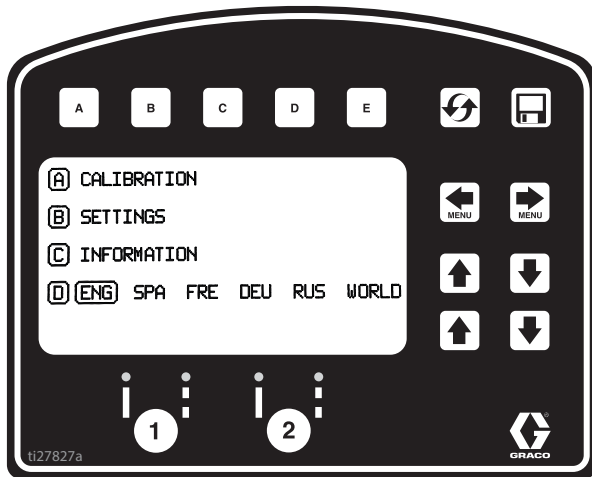 A B C D E
A CALIBRATION
MENU MENU
B SETTINGS
C INFORMATION
D ENG SPA FRE DEU RUS WORLD
1 2
ti27827a
GRACO